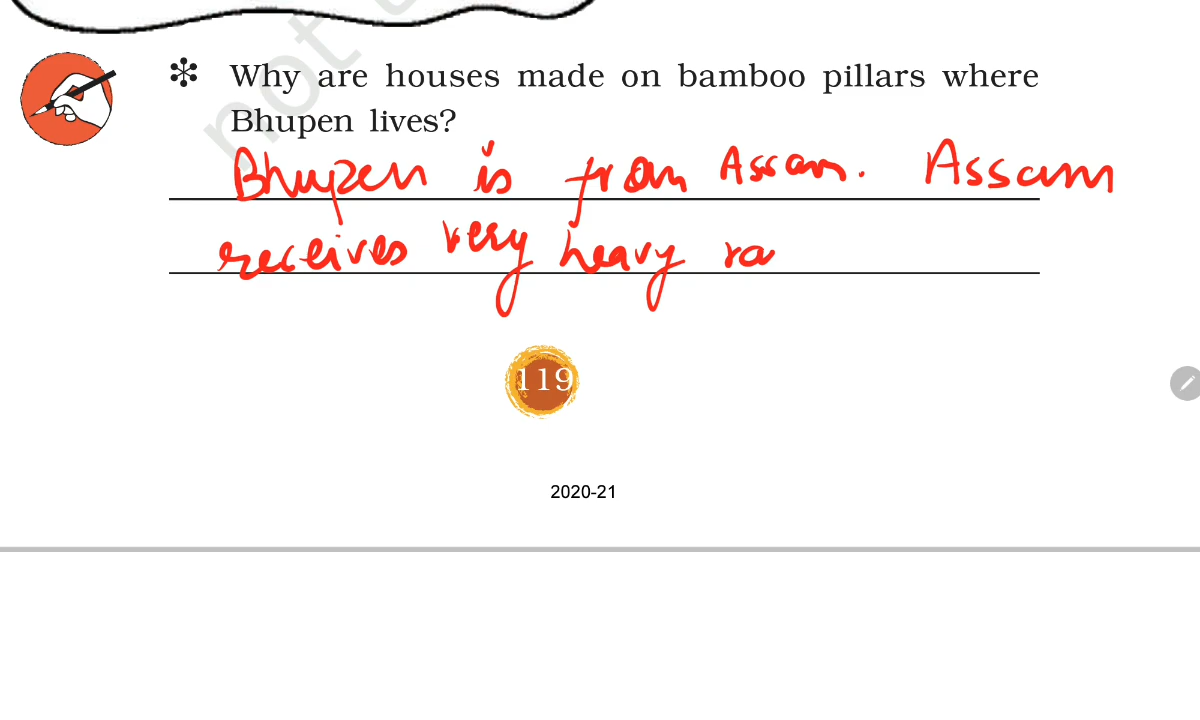 not
Why are houses made on bamboo pillars where
Bhupen lives?
Bhupen is from Assam. Assam
receives very heavy ra
119
2020-21